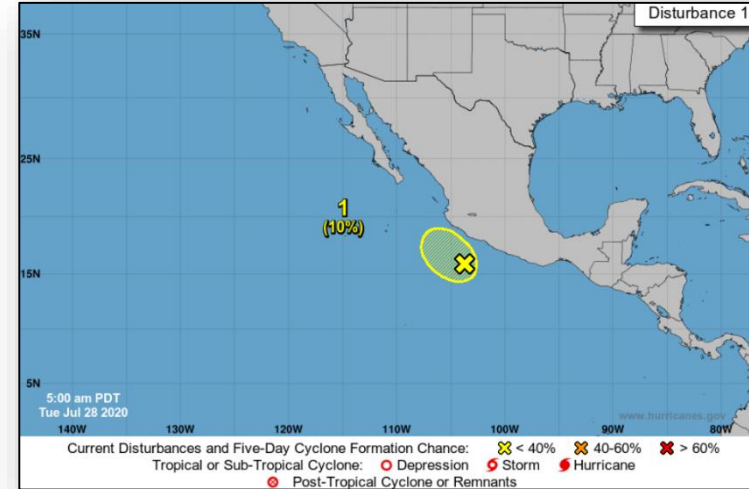 Disturbance 1
35N
25N
1
(10%)
15N
5N
5:00 am PDT
Tue Jul 28 2020
www.hurricanes.gov
140W 130W 120W 110W 100W 90W 80W
Current Disturbances and Five-Day Cyclone Formation Chance: < 40% 40-60% > 60%
Tropical or Sub-Tropical Cyclone: Depression Storm Hurricane
Post-Tropical Cyclone or Remnants